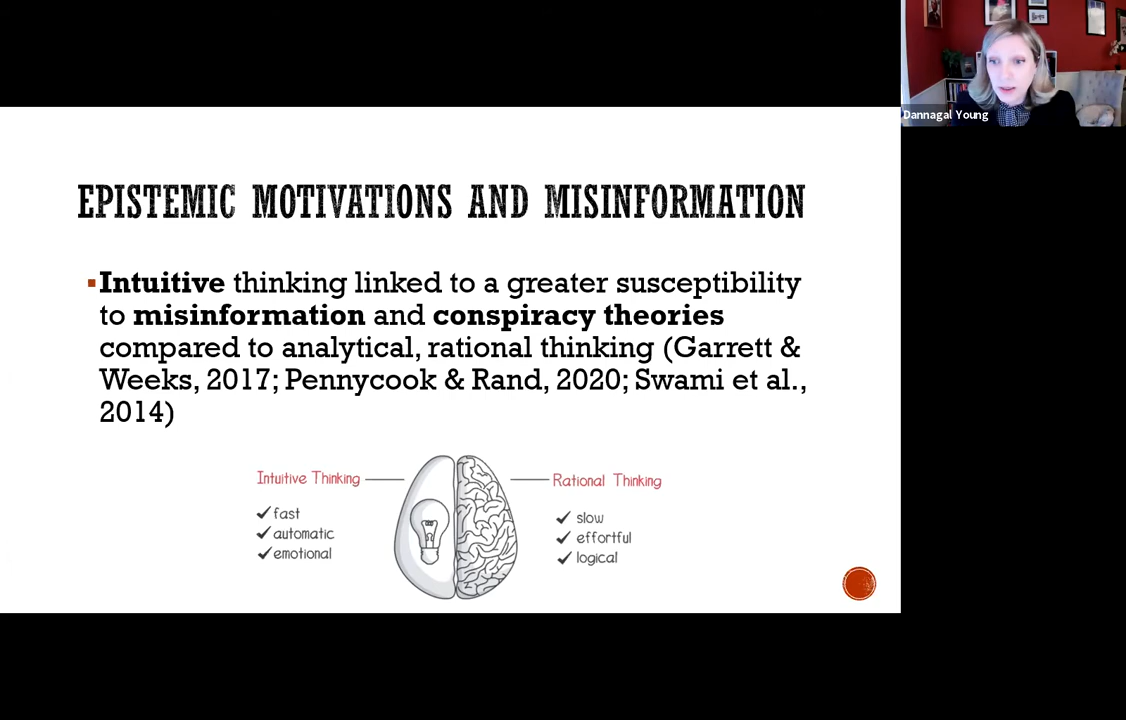 Dannagal Young
EPISTEMIC MOTIVATIONS AND MISINFORMATION
Intuitive thinking linked to a greater susceptibility
to misinformation and conspiracy theories
compared to analytical, rational thinking (Garrett &
Weeks, 2017; Pennycook & Rand, 2020; Swami et al.,
2014)
Intuitive Thinking
✓fast
✓automatic
✓emotional
Rational Thinking
✓ slow
✓ effortful
✓ logical